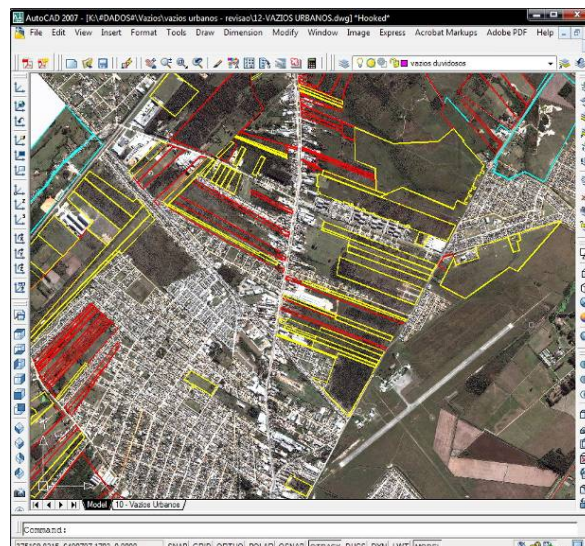 AutoCAD 2007 - [K:\#DADOS#\Vazios\vazios urbanos - revisao\12-VAZIOS URBANOS.dwg] *Hooked*
File Edit View Insert Format Tools Draw Dimension Modify Window Image Express Acrobat Markups Adobe PDF Help
vazios duvidosos
Model 10 - Vazios Urbanos
Command:
SNAP GRID ORTHO POLAR OSNAP OTRACK DUCS DYN LWT MODEL